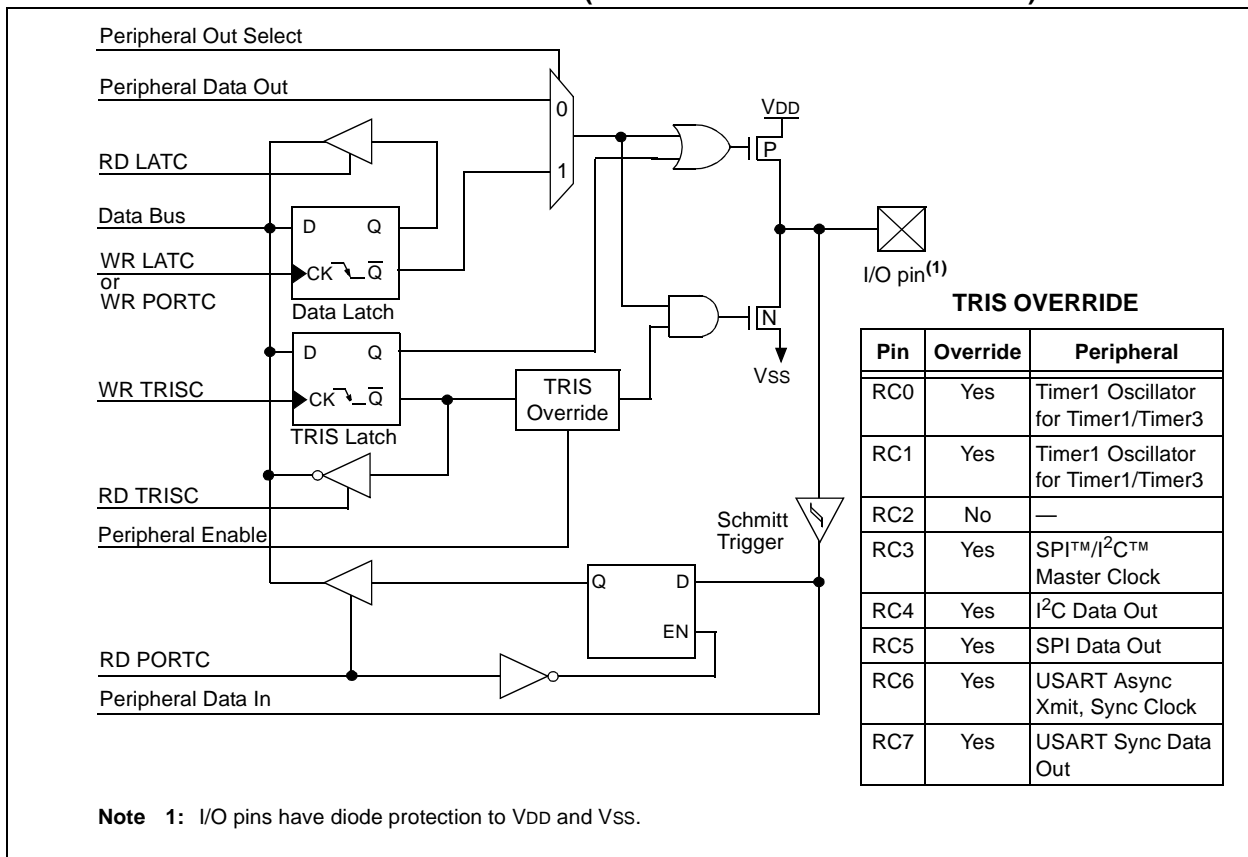 Peripheral Out Select
Peripheral Data Out
0
1
VDD
P
RD LATC
Data Bus
D Q
WR LATC
or
WR PORTC
CK Q̅
Data Latch
I/O pin(1)
D Q
WR TRISC
CK Q̅
TRIS Latch
TRIS
Override
N
VSS
RD TRISC
Peripheral Enable
Schmitt
Trigger
Q D
EN
RD PORTC
Peripheral Data In
TRIS OVERRIDE
Pin Override Peripheral
RC0 Yes Timer1 Oscillator
for Timer1/Timer3
RC1 Yes Timer1 Oscillator
for Timer1/Timer3
RC2 No —
RC3 Yes SPI™/I²C™
Master Clock
RC4 Yes I²C Data Out
RC5 Yes SPI Data Out
RC6 Yes USART Async
Xmit, Sync Clock
RC7 Yes USART Sync Data
Out
Note 1: I/O pins have diode protection to VDD and VSS.